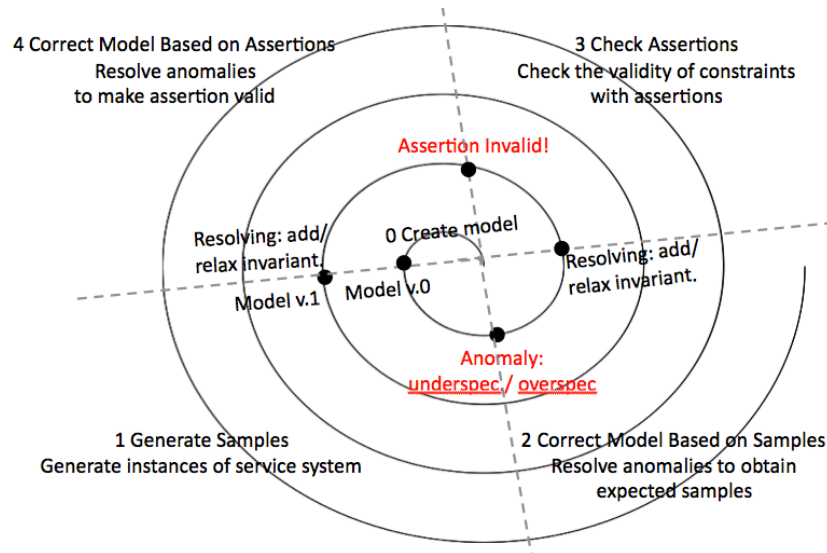 4 Correct Model Based on Assertions
Resolve anomalies
to make assertion valid
3 Check Assertions
Check the validity of constraints
with assertions
Assertion Invalid!
Resolving: add/
relax invariant.
0 Create model
Resolving: add/
relax invariant.
Model v.1
Model v.0
Anomaly:
underspec / overspec
1 Generate Samples
Generate instances of service system
2 Correct Model Based on Samples
Resolve anomalies to obtain
expected samples